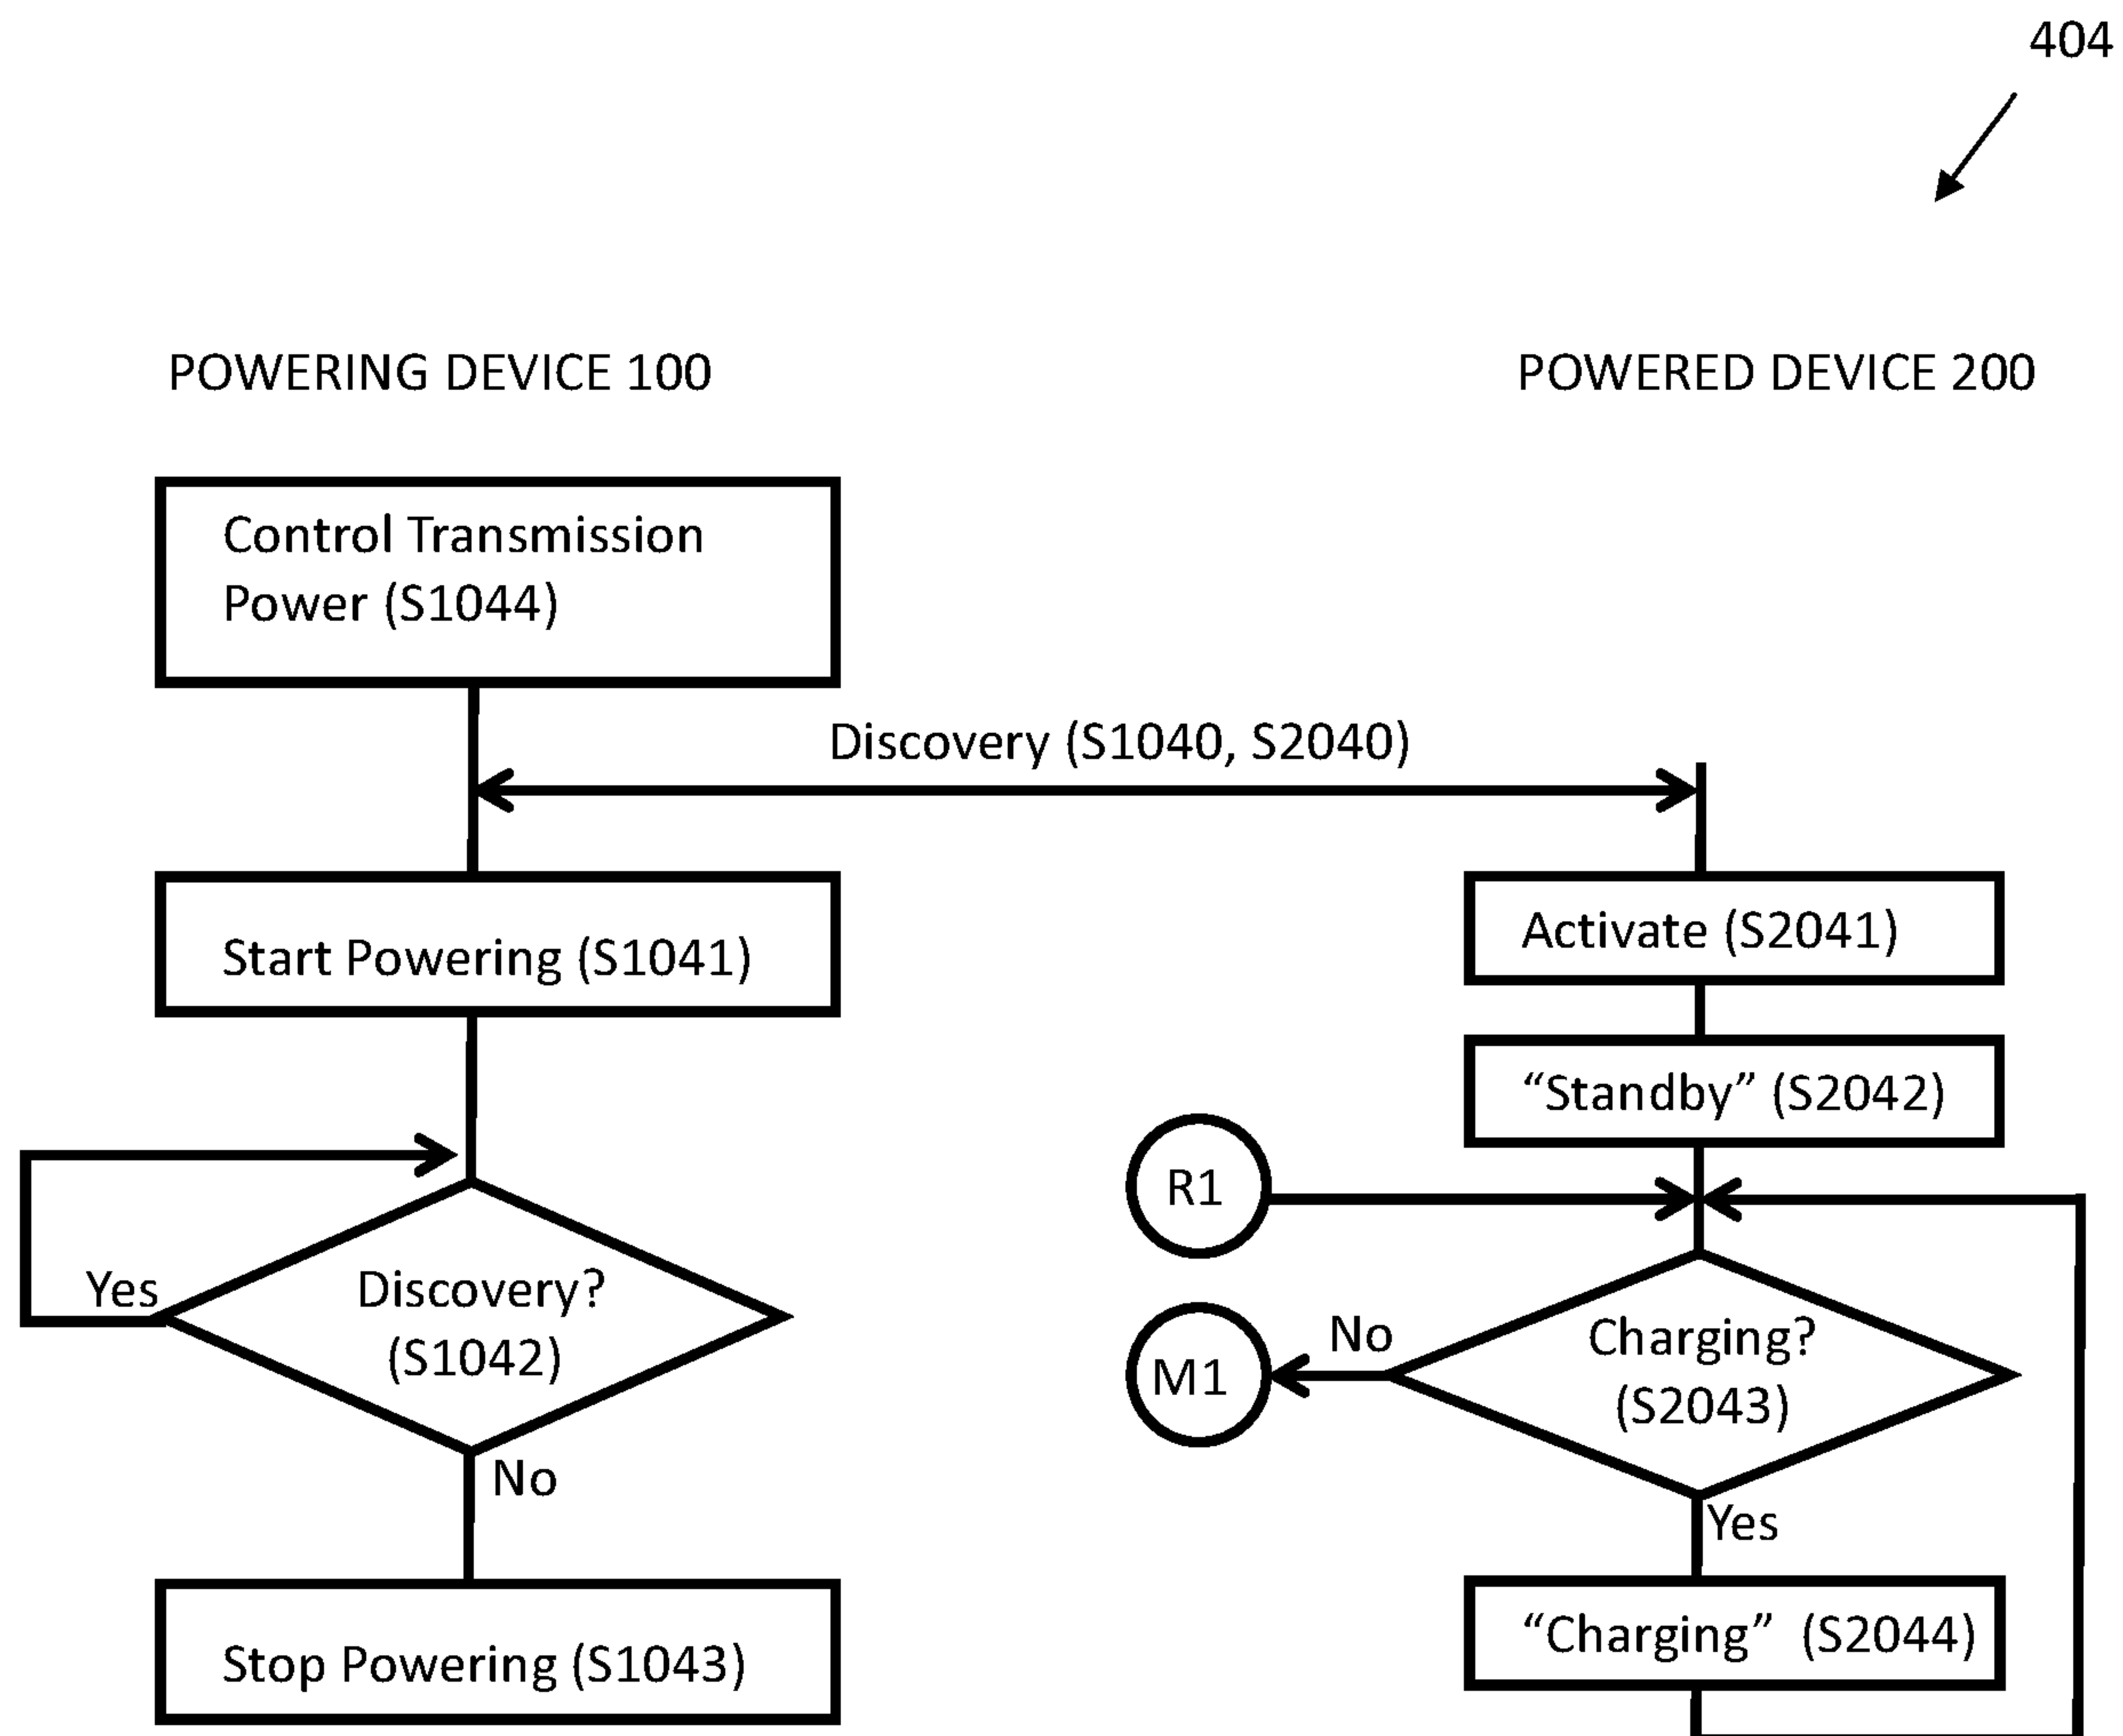 404
POWERING DEVICE 100
POWERED DEVICE 200
Control Transmission
Power (S1044)
Discovery (S1040, S2040)
Start Powering (S1041)
Activate (S2041)
“Standby” (S2042)
R1
Yes
Discovery?
(S1042)
No
M1
No
Charging?
(S2043)
Yes
Stop Powering (S1043)
“Charging” (S2044)